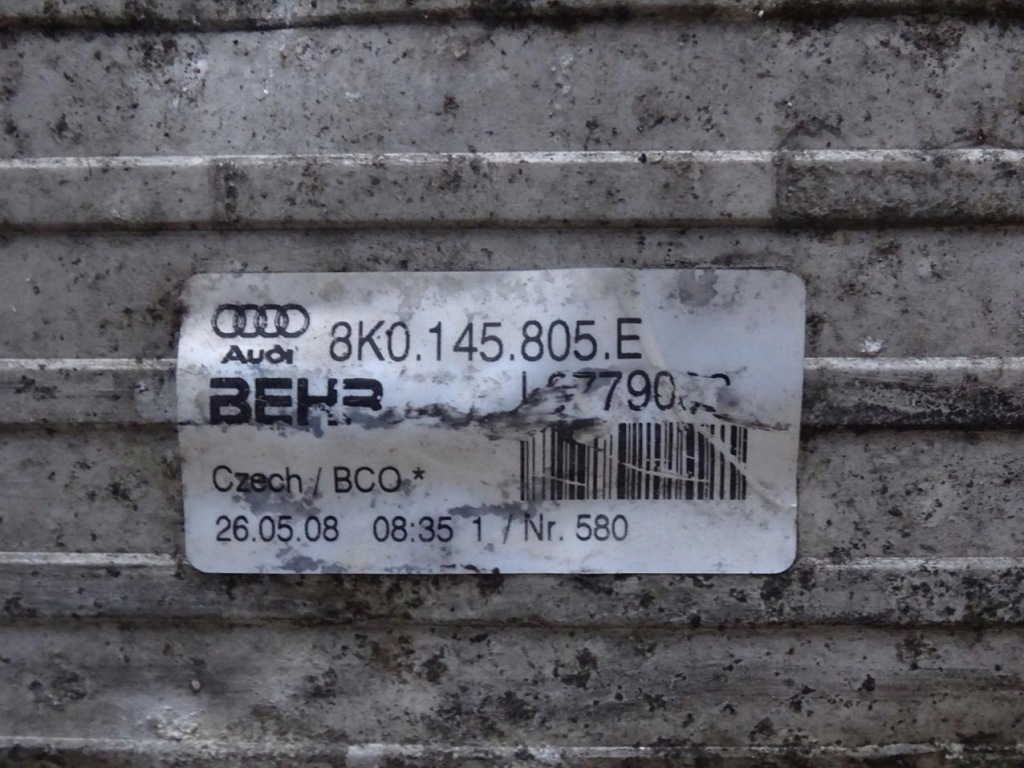 Audi 8K0.145.805.E
BEHR
Czech / BCO *
26.05.08 08:35 1 / Nr. 580